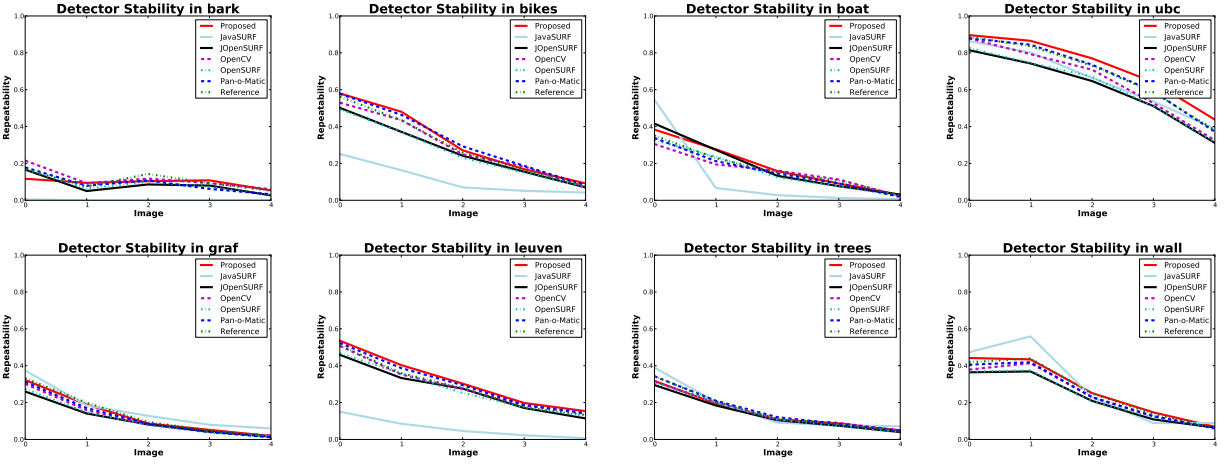 Detector Stability in bark
1.0
0.8
0.6
0.4
0.2
0.0
0 1 2 3 4
Repeatability
Image
Proposed
JavaSURF
JOpenSURF
OpenCV
OpenSURF
Pan-o-Matic
Reference
Detector Stability in bikes
1.0
0.8
0.6
0.4
0.2
0.0
0 1 2 3 4
Repeatability
Image
Proposed
JavaSURF
JOpenSURF
OpenCV
OpenSURF
Pan-o-Matic
Reference
Detector Stability in boat
1.0
0.8
0.6
0.4
0.2
0.0
0 1 2 3 4
Repeatability
Image
Proposed
JavaSURF
JOpenSURF
OpenCV
OpenSURF
Pan-o-Matic
Reference
Detector Stability in ubc
1.0
0.8
0.6
0.4
0.2
0.0
0 1 2 3 4
Repeatability
Image
Proposed
JavaSURF
JOpenSURF
OpenCV
OpenSURF
Pan-o-Matic
Reference
Detector Stability in graf
1.0
0.8
0.6
0.4
0.2
0.0
0 1 2 3 4
Repeatability
Image
Proposed
JavaSURF
JOpenSURF
OpenCV
OpenSURF
Pan-o-Matic
Reference
Detector Stability in leuven
1.0
0.8
0.6
0.4
0.2
0.0
0 1 2 3 4
Repeatability
Image
Proposed
JavaSURF
JOpenSURF
OpenCV
OpenSURF
Pan-o-Matic
Reference
Detector Stability in trees
1.0
0.8
0.6
0.4
0.2
0.0
0 1 2 3 4
Repeatability
Image
Proposed
JavaSURF
JOpenSURF
OpenCV
OpenSURF
Pan-o-Matic
Reference
Detector Stability in wall
1.0
0.8
0.6
0.4
0.2
0.0
0 1 2 3 4
Repeatability
Image
Proposed
JavaSURF
JOpenSURF
OpenCV
OpenSURF
Pan-o-Matic
Reference